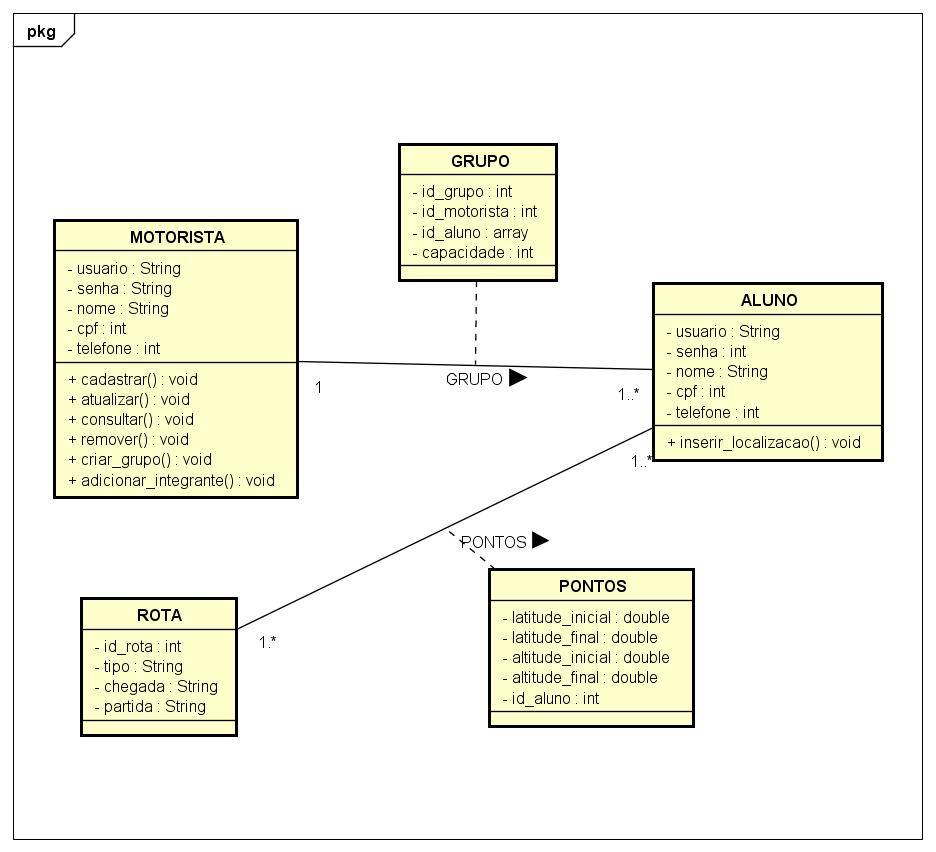 pkg
GRUPO
- id_grupo : int
- id_motorista : int
- id_aluno : array
- capacidade : int
MOTORISTA
- usuario : String
- senha : String
- nome : String
- cpf : int
- telefone : int
+ cadastrar() : void
+ atualizar() : void
+ consultar() : void
+ remover() : void
+ criar_grupo() : void
+ adicionar_integrante() : void
ALUNO
- usuario : String
- senha : int
- nome : String
- cpf : int
- telefone : int
+ inserir_localizacao() : void
1
GRUPO
1..*
1..*
PONTOS
1.*
ROTA
- id_rota : int
- tipo : String
- chegada : String
- partida : String
PONTOS
- latitude_inicial : double
- latitude_final : double
- altitude_inicial : double
- altitude_final : double
- id_aluno : int